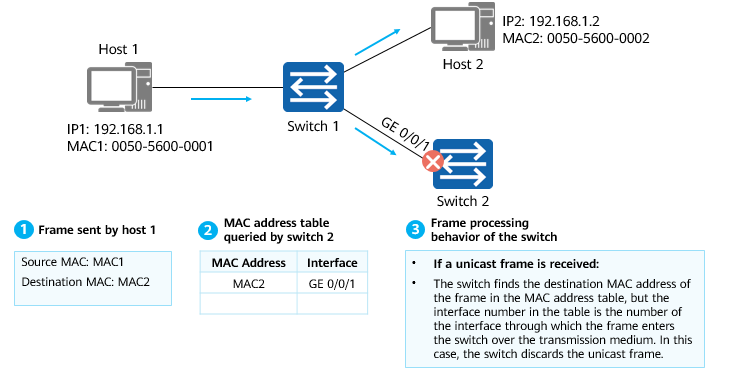 Host 1
IP1: 192.168.1.1
MAC1: 0050-5600-0001
Switch 1
IP2: 192.168.1.2
MAC2: 0050-5600-0002
Host 2
GE 0/0/1
Switch 2
1 Frame sent by host 1
Source MAC: MAC1
Destination MAC: MAC2
2 MAC address table
queried by switch 2
MAC Address Interface
MAC2 GE 0/0/1
3 Frame processing
behavior of the switch
• If a unicast frame is received:
• The switch finds the destination MAC address of
the frame in the MAC address table, but the
interface number in the table is the number of
the interface through which the frame enters
the switch over the transmission medium. In this
case, the switch discards the unicast frame.